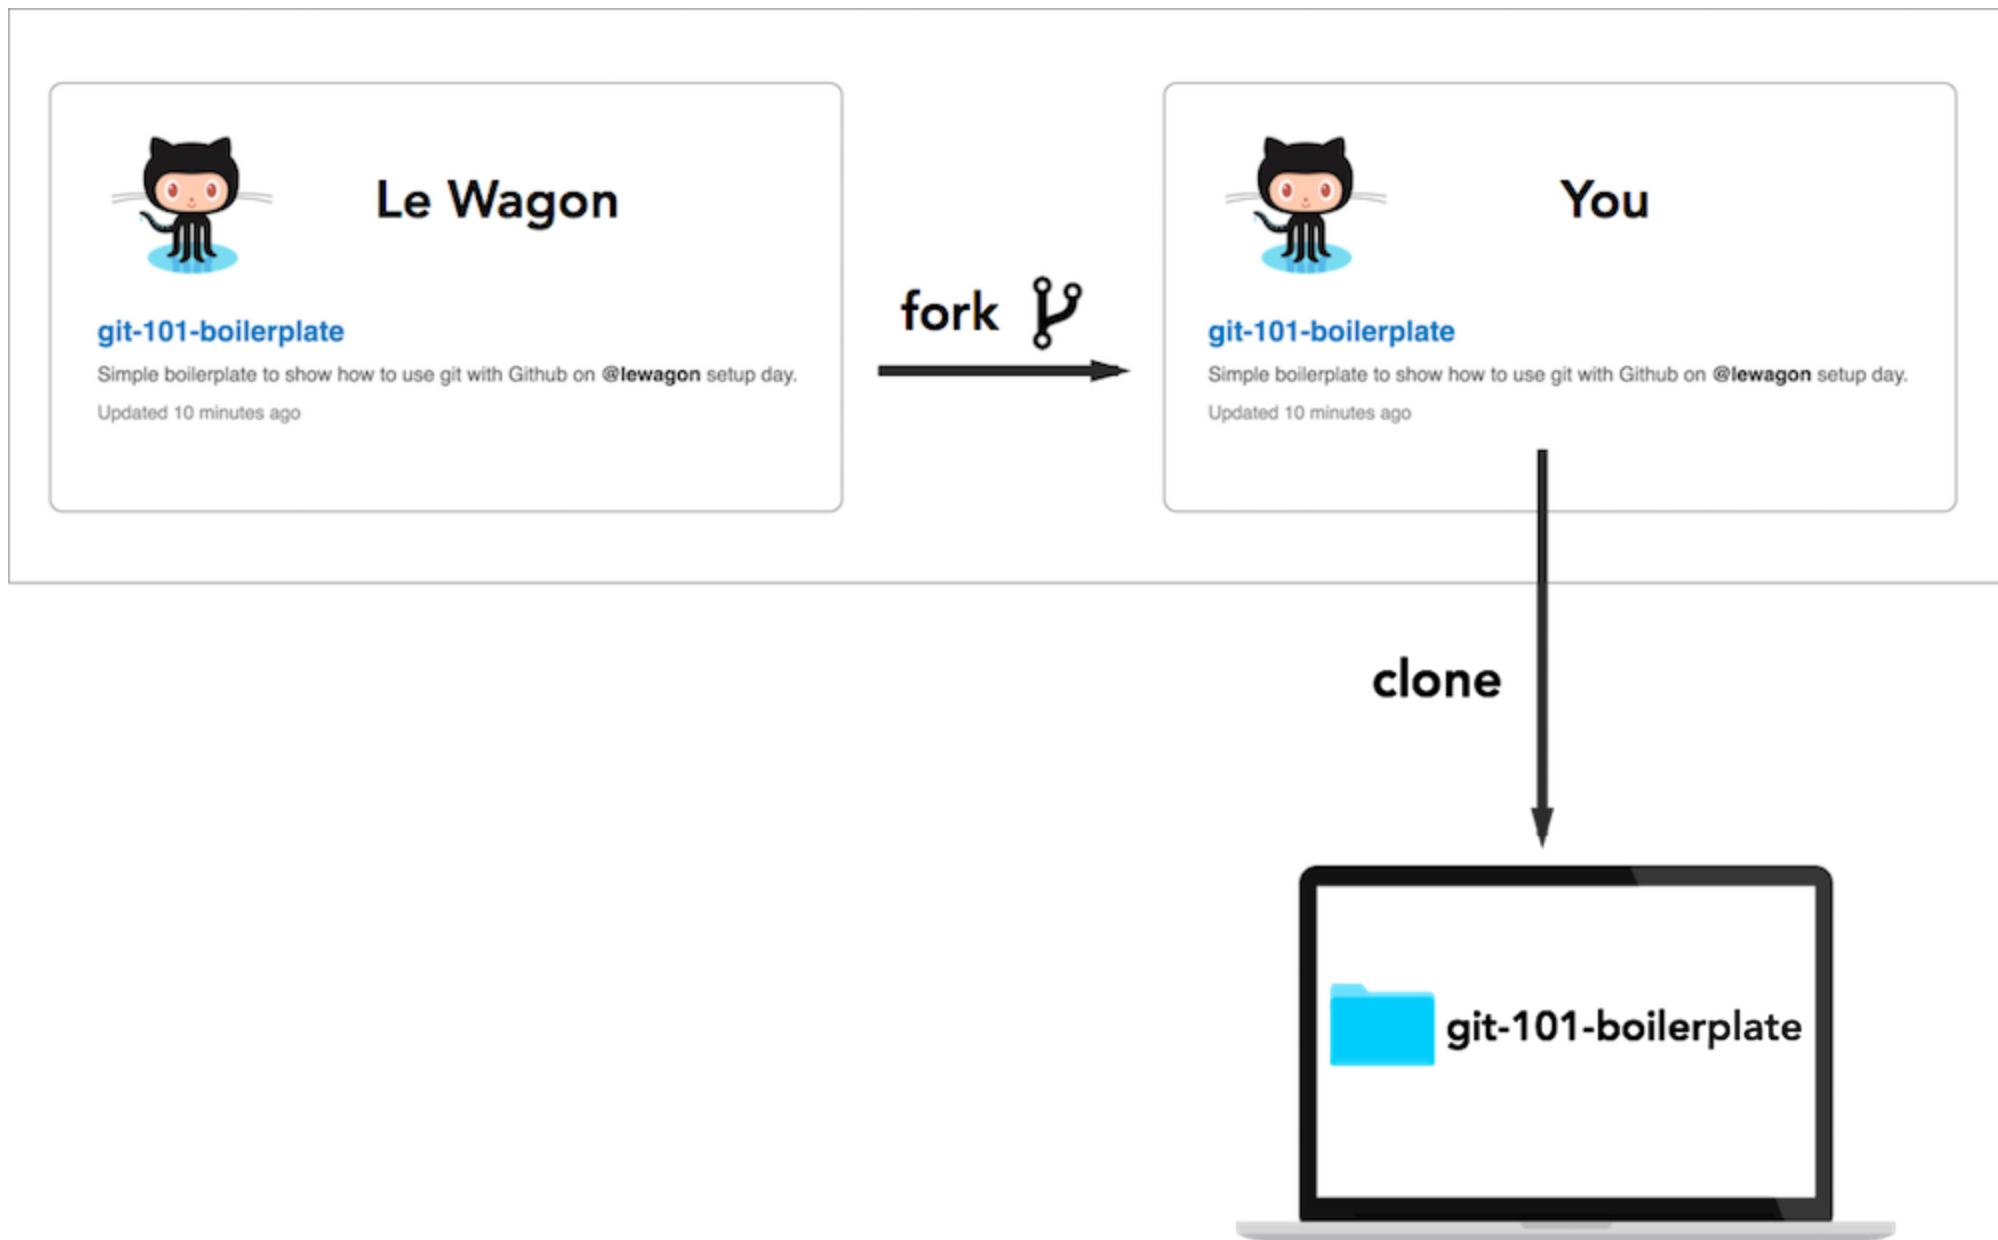 Le Wagon
git-101-boilerplate
Simple boilerplate to show how to use git with Github on @lewagon setup day.
Updated 10 minutes ago
fork
You
git-101-boilerplate
Simple boilerplate to show how to use git with Github on @lewagon setup day.
Updated 10 minutes ago
clone
git-101-boilerplate